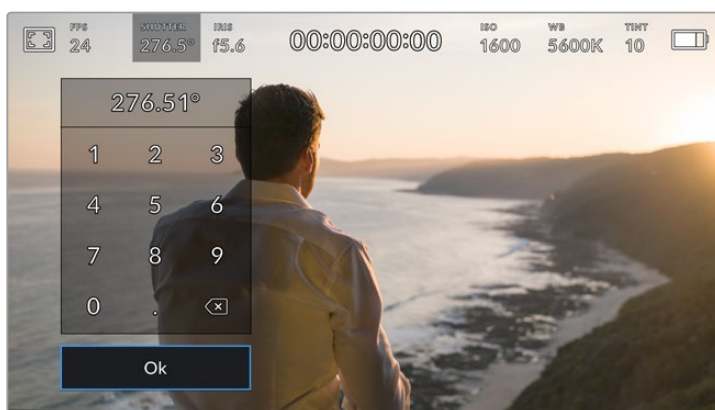 FPS SHUTTER IRIS ISO WB TINT
24 276.5° f5.6 00:00:00:00 1600 5600K 10
276.51°
1 2 3
4 5 6
7 8 9
0 .
Ok